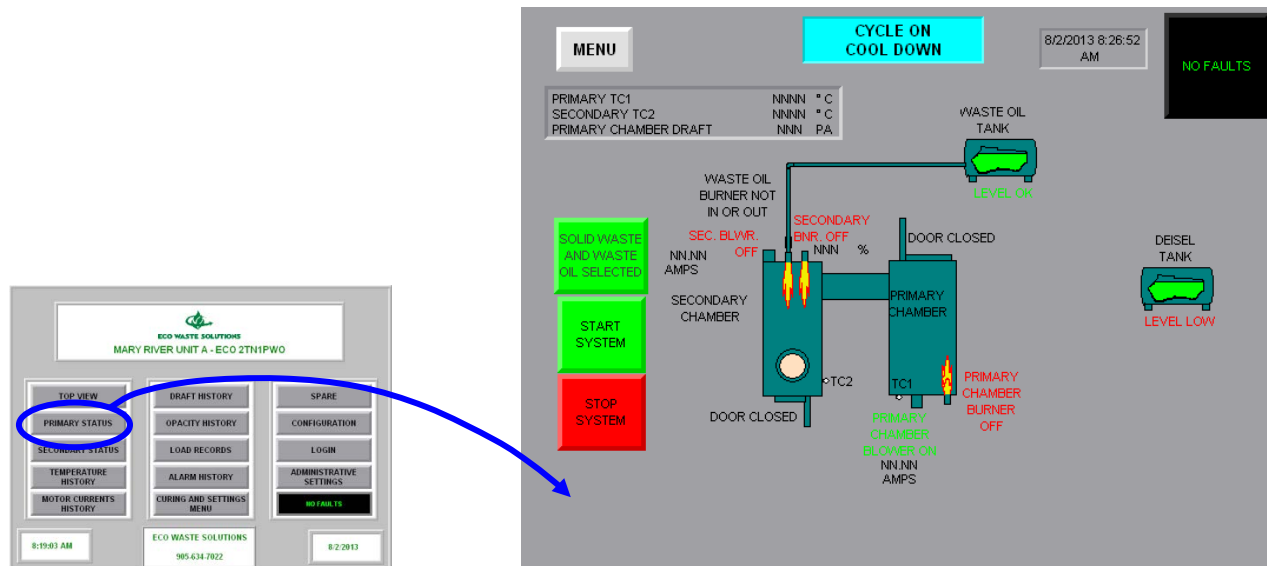 MENU
CYCLE ON
COOL DOWN
8/2/2013 8:26:52
AM
NO FAULTS
PRIMARY TC1 NNNN °C
SECONDARY TC2 NNNN °C
PRIMARY CHAMBER DRAFT NNN PA
WASTE OIL
TANK
LEVEL OK
WASTE OIL
BURNER NOT
IN OR OUT
SECONDARY
BNR. OFF
SEC. BLWR.
OFF
NNN %
NN.NN
AMPS
DOOR CLOSED
SOLID WASTE
AND WASTE
OIL SELECTED
START
SYSTEM
STOP
SYSTEM
SECONDARY
CHAMBER
PRIMARY
CHAMBER
DEISEL
TANK
LEVEL LOW
TC2
TC1
DOOR CLOSED
PRIMARY
CHAMBER
BURNER
OFF
PRIMARY
CHAMBER
BLOWER ON
NN.NN
AMPS
ECO WASTE SOLUTIONS
MARY RIVER UNIT A - ECO 2TN1PWO
TOP VIEW
PRIMARY STATUS
SECONDARY STATUS
TEMPERATURE
HISTORY
MOTOR CURRENTS
HISTORY
DRAFT HISTORY
OPACITY HISTORY
LOAD RECORDS
ALARM HISTORY
CURING AND SETTINGS
MENU
SPARE
CONFIGURATION
LOGIN
ADMINISTRATIVE
SETTINGS
NO FAULTS
8:19:03 AM
ECO WASTE SOLUTIONS
905-634-7022
8/2/2013